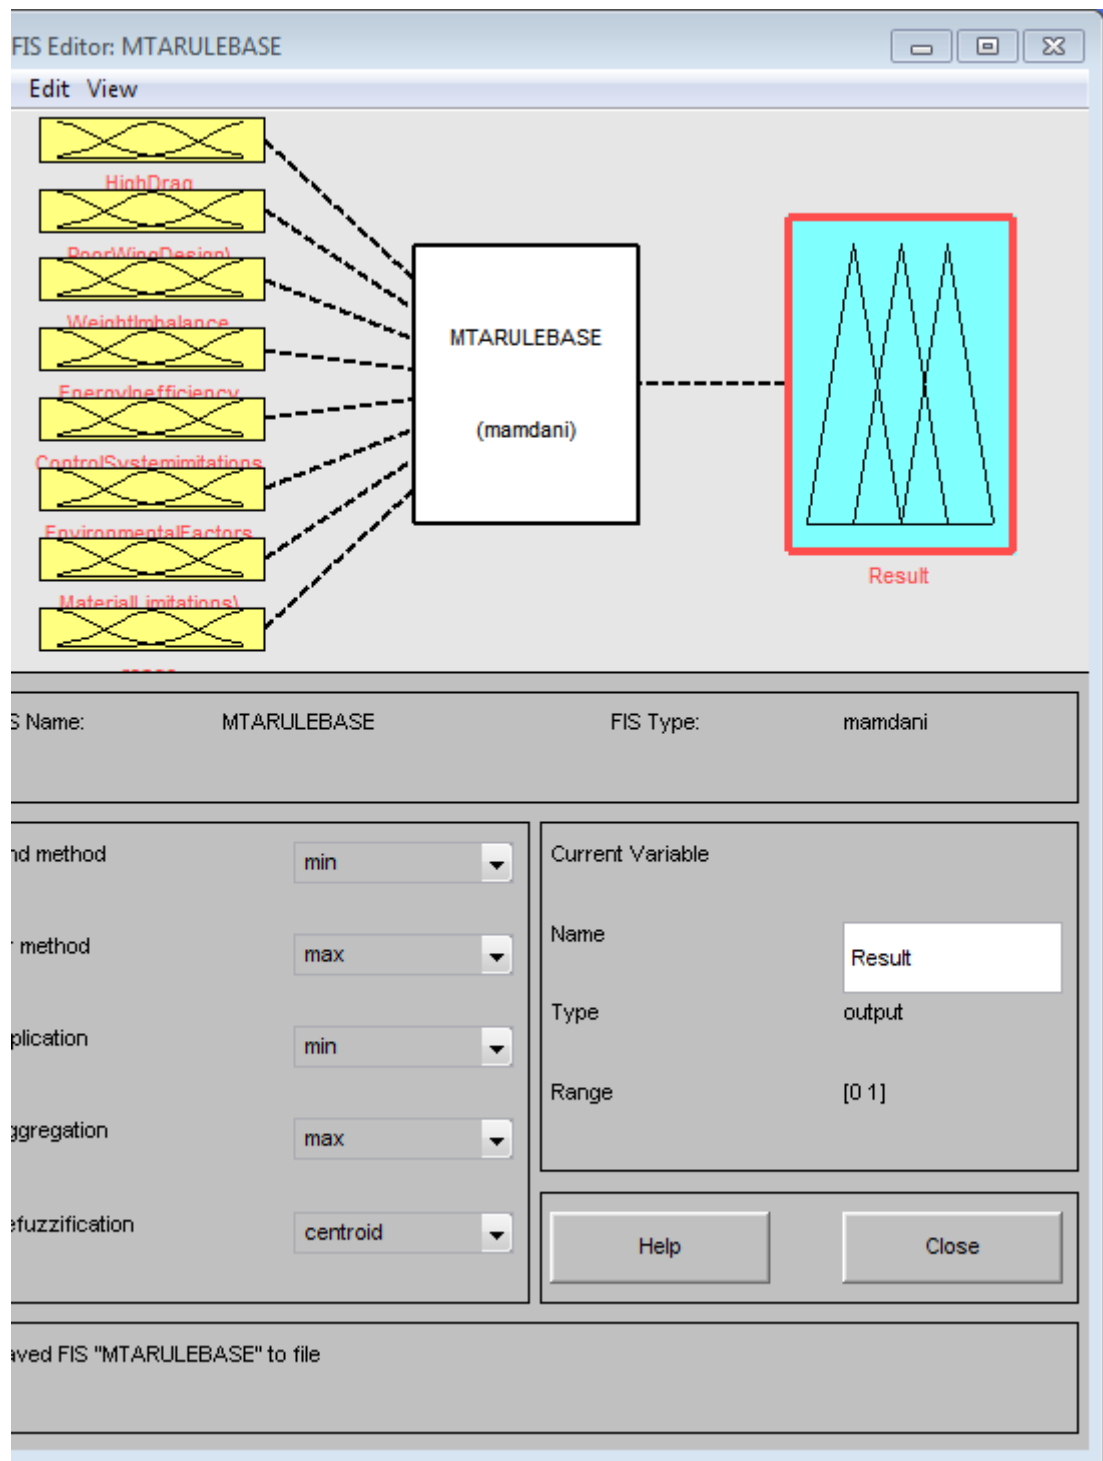 FIS Editor: MTARULEBASE
Edit View
HighDrag
PoorWingDesign\
WeightImbalance
EnergyInefficiency
ControlSystemimitations
EnvironmentalFactors
MaterialLimitations\
MTARULEBASE
(mamdani)
Result
S Name: MTARULEBASE FIS Type: mamdani
nd method min
r method max
plication min
ggregation max
efuzzification centroid
Current Variable
Name Result
Type output
Range [0 1]
Help Close
aved FIS "MTARULEBASE" to file